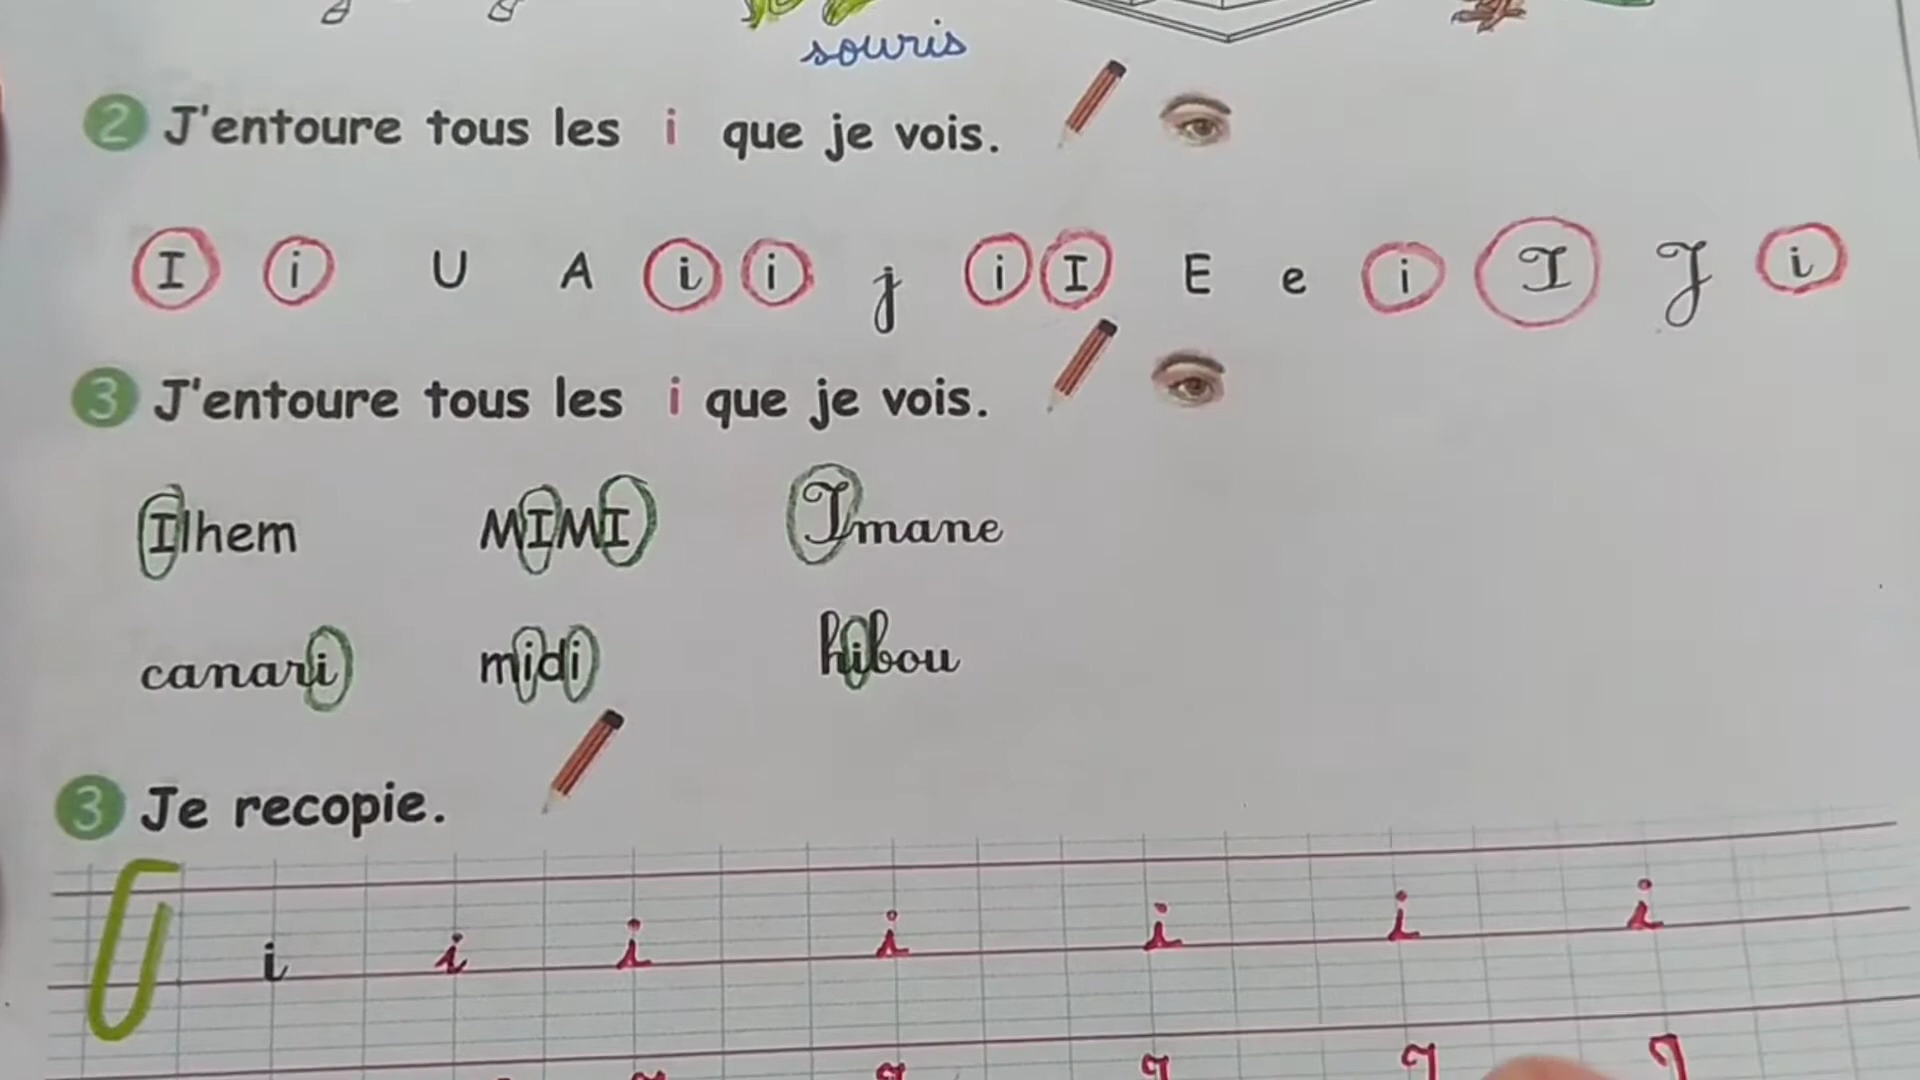 souris
2 J'entoure tous les i que je vois.
I i U A i i j i I E e i I J i
3 J'entoure tous les i que je vois.
Ilhem MIMI Imane
canari midi hibou
3 Je recopie.
i i i i i i i